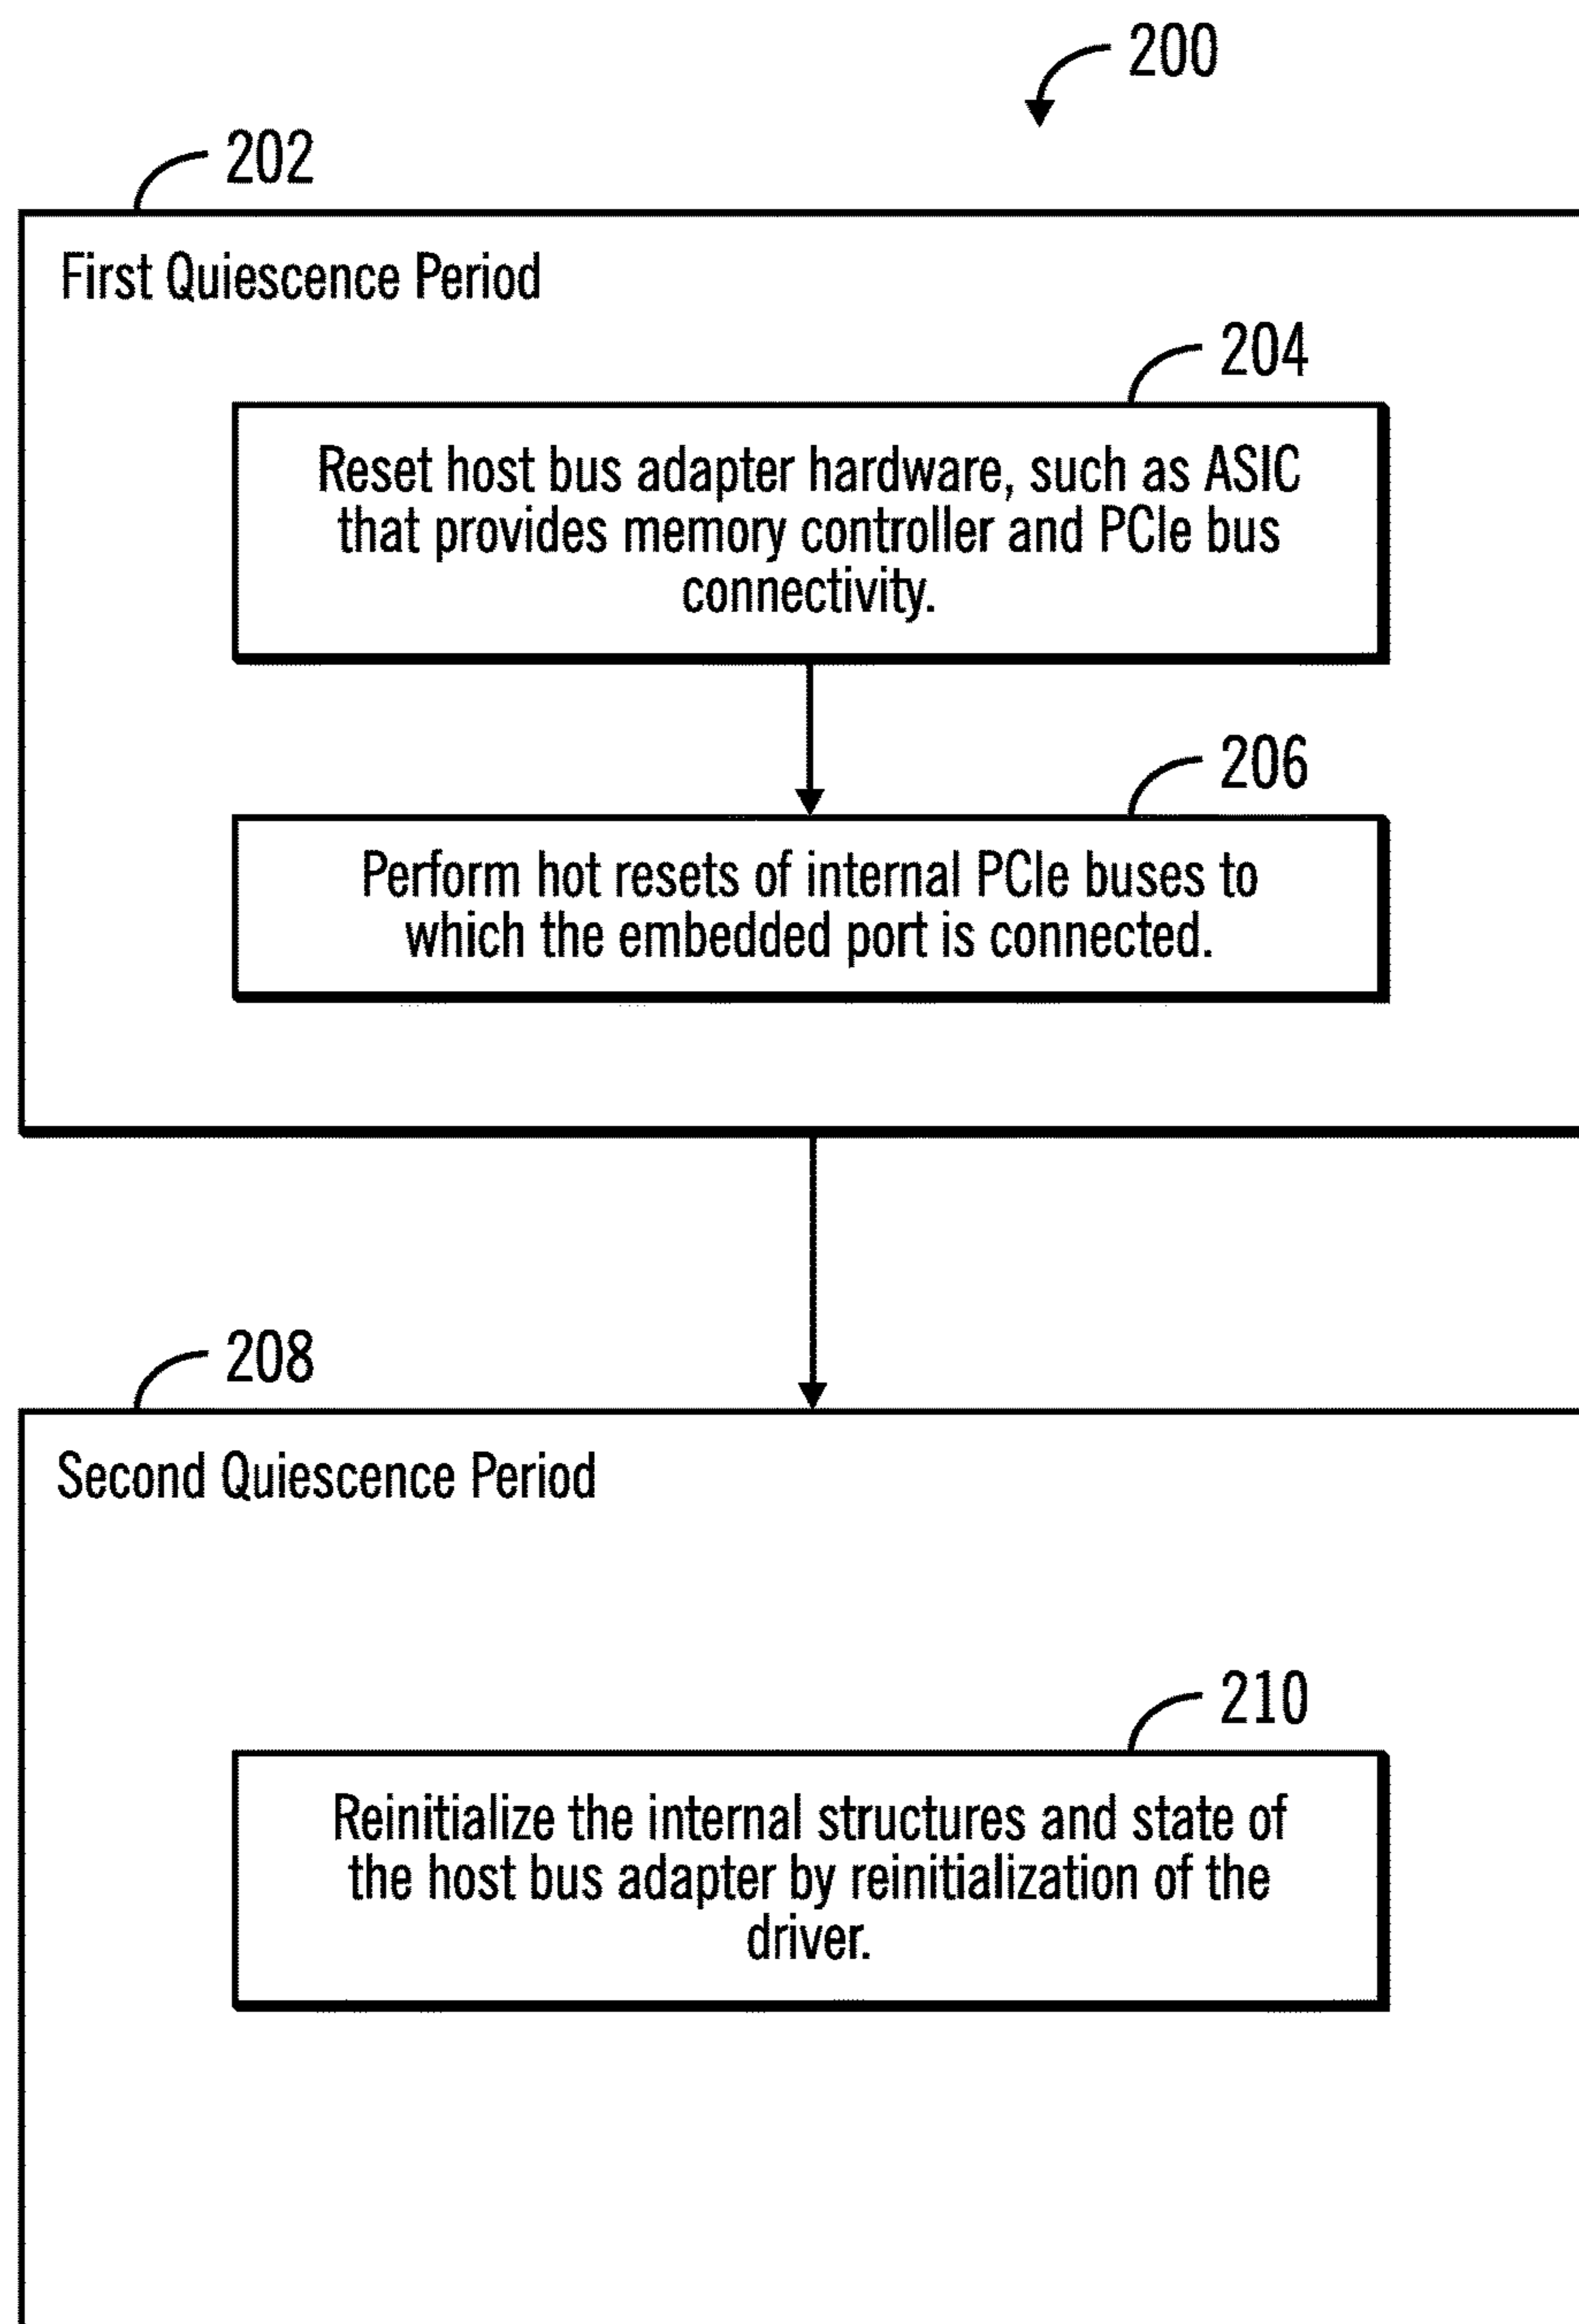 200
202
First Quiescence Period
204
Reset host bus adapter hardware, such as ASIC
that provides memory controller and PCIe bus
connectivity.
206
Perform hot resets of internal PCIe buses to
which the embedded port is connected.
208
Second Quiescence Period
210
Reinitialize the internal structures and state of
the host bus adapter by reinitialization of the
driver.